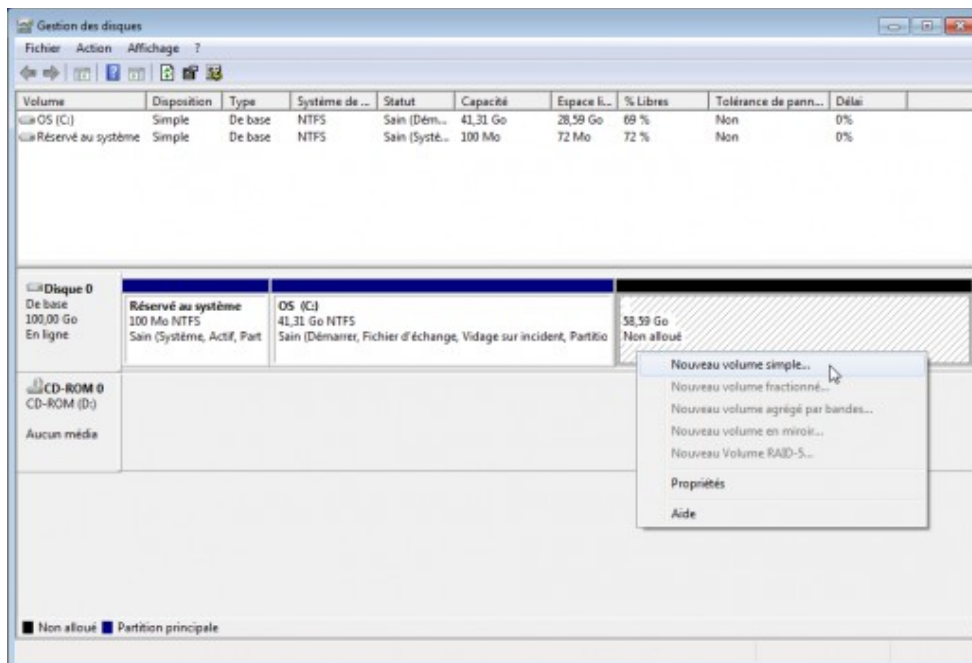 Gestion des disques
Fichier Action Affichage ?
Volume Disposition Type Système de ... Statut Capacité Espace li... % Libres Tolérance de pann... Délai
OS (C:) Simple De base NTFS Sain (Dém... 41,31 Go 28,59 Go 69 % Non 0%
Réservé au système Simple De base NTFS Sain (Systè... 100 Mo 72 Mo 72 % Non 0%
Disque 0
De base
100,00 Go
En ligne
Réservé au système
100 Mo NTFS
Sain (Système, Actif, Part
OS (C:)
41,31 Go NTFS
Sain (Démarrer, Fichier d'échange, Vidage sur incident, Partitio
58,59 Go
Non alloué
Nouveau volume simple...
Nouveau volume fractionné...
Nouveau volume agrégé par bandes...
Nouveau volume en miroir...
Nouveau Volume RAID-5...
Propriétés
Aide
CD-ROM 0
CD-ROM (D:)
Aucun média
Non alloué Partition principale